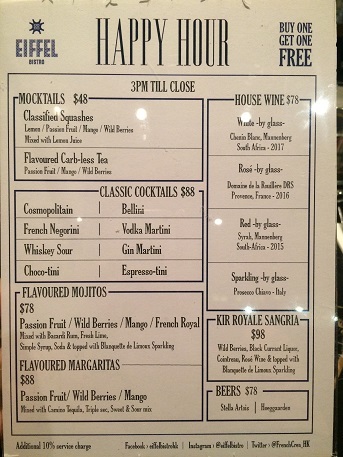 EIFFEL
BISTRO
HAPPY HOUR
BUY ONE
GET ONE
FREE
3PM TILL CLOSE
MOCKTAILS $48
Classified Squashes
Lemon / Passion Fruit / Mango / Wild Berries
Mixed with Lemon Juice
Flavoured Carb-less Tea
Passion Fruit / Mango / Wild Berries
CLASSIC COCKTAILS $88
Cosmopolitain | Bellini
French Negorini | Vodka Martini
Whiskey Sour | Gin Martini
Choco-tini | Espresso-tini
FLAVOURED MOJITOS
$78
Passion Fruit / Wild Berries / Mango / French Royal
Mixed with Bacardi Rum, Fresh Lime,
Simple Syrup, Soda & topped with Blanquette de Limoux Sparkling
FLAVOURED MARGARITAS
$88
Passion Fruit/ Wild Berries / Mango
Mixed with Camino Tequila, Triple sec, Sweet & Sour mix
HOUSE WINE $78
White -by glass-
Chenin Blanc, Mannenberg
South Africa - 2017
Rosé -by glass-
Domaine de la Rouillère DRS
Provence, France - 2016
Red -by glass-
Syrah, Mannenberg
South-Africa - 2015
Sparkling -by glass-
Prosecco Chiavo - Italy
KIR ROYALE SANGRIA
$98
Wild Berries, Black Currant Liquor,
Cointreau, Rosé Wine & topped with
Blanquette de Limoux Sparkling
BEERS $78
Stella Artois | Hoeggaarden
Additional 10% service charge
Facebook > eiffelbistrohk | Instagram > @eiffelbistro | Twitter > @FrenchCres_HK